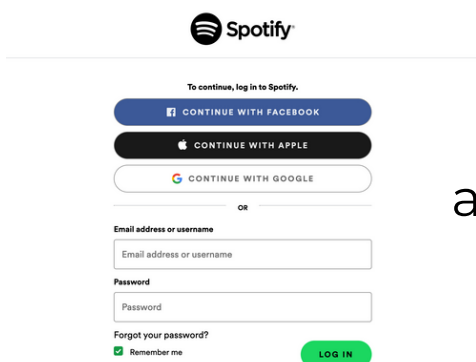 Spotify
To continue, log in to Spotify.
CONTINUE WITH FACEBOOK
CONTINUE WITH APPLE
CONTINUE WITH GOOGLE
OR
a
Email address or username
Email address or username
Password
Password
Forgot your password?
Remember me
LOG IN